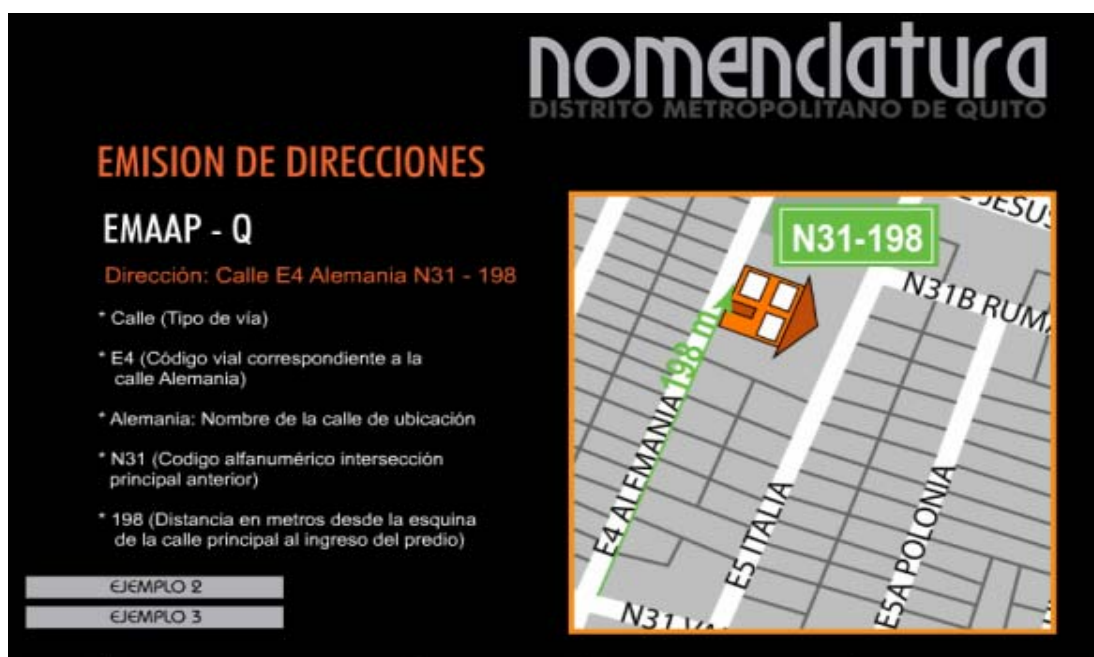 nomenclatura
DISTRITO METROPOLITANO DE QUITO
EMISION DE DIRECCIONES
EMAAP - Q
Dirección: Calle E4 Alemania N31 - 198
* Calle (Tipo de vía)
* E4 (Código vial correspondiente a la
calle Alemania)
* Alemania: Nombre de la calle de ubicación
* N31 (Codigo alfanumérico intersección
principal anterior)
* 198 (Distancia en metros desde la esquina
de la calle principal al ingreso del predio)
EJEMPLO 2
EJEMPLO 3
JESUS
N31-198
N31B RUM
198 m
E4 ALEMANIA
E5 ITALIA
E5A POLONIA
N31